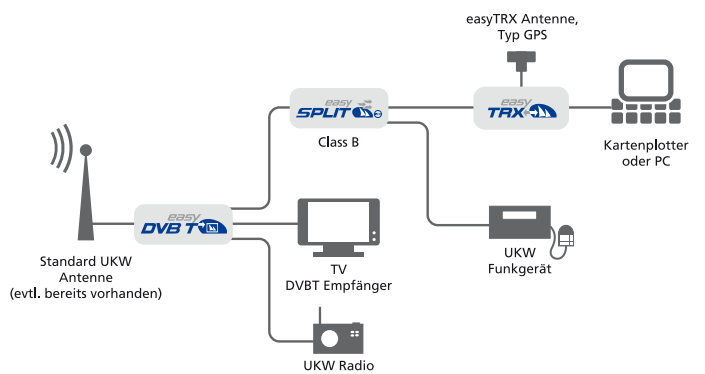 easyTRX Antenne,
Typ GPS
easy
SPLIT
Class B
easy
TRX
Kartenplotter
oder PC
easy
DVB T
Standard UKW
Antenne
(evtl. bereits vorhanden)
TV
DVBT Empfänger
UKW
Funkgerät
UKW Radio